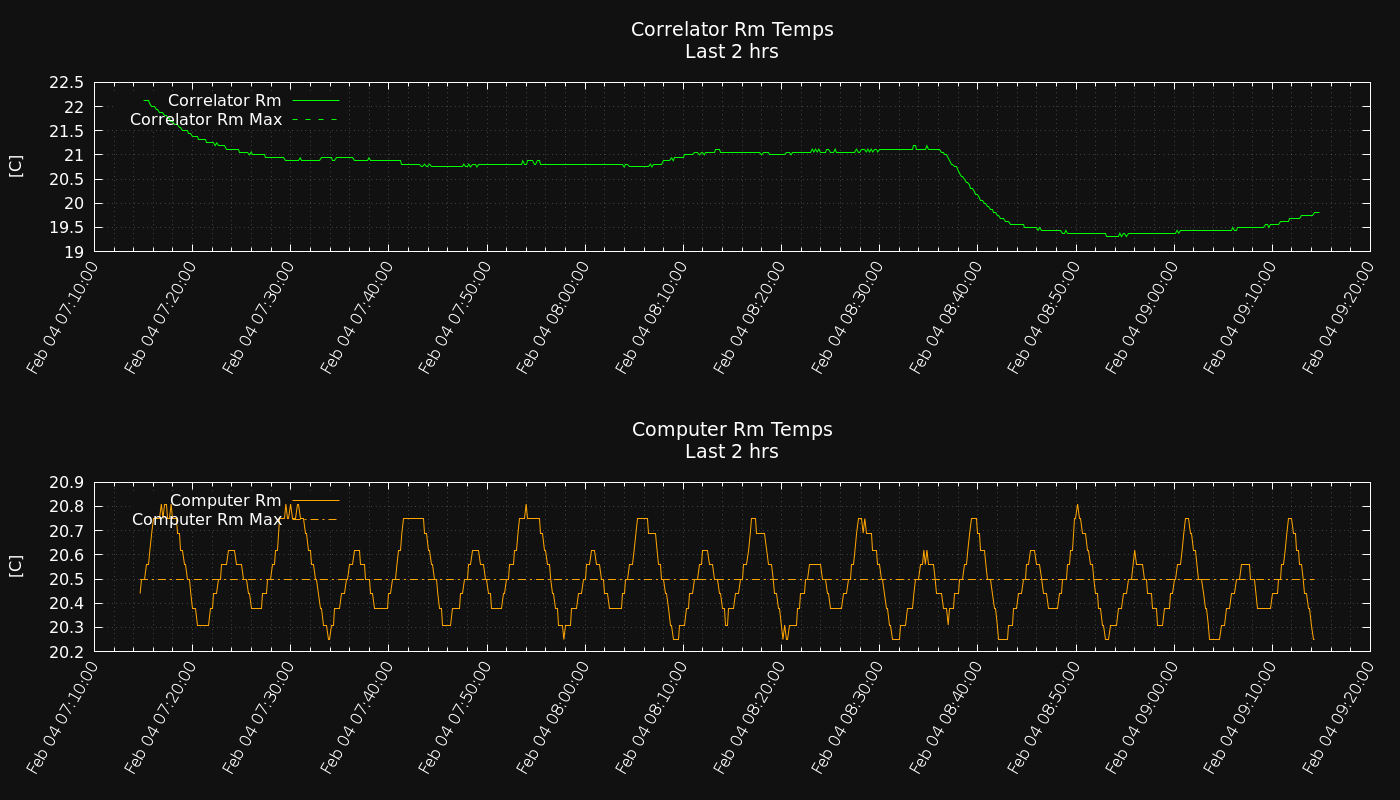 Correlator Rm Temps
Last 2 hrs
22.5
22
21.5
21
20.5
20
19.5
19
[C]
Correlator Rm
Correlator Rm Max
Feb 04 07:10:00
Feb 04 07:20:00
Feb 04 07:30:00
Feb 04 07:40:00
Feb 04 07:50:00
Feb 04 08:00:00
Feb 04 08:10:00
Feb 04 08:20:00
Feb 04 08:30:00
Feb 04 08:40:00
Feb 04 08:50:00
Feb 04 09:00:00
Feb 04 09:10:00
Feb 04 09:20:00
Computer Rm Temps
Last 2 hrs
20.9
20.8
20.7
20.6
20.5
20.4
20.3
20.2
[C]
Computer Rm
Computer Rm Max
Feb 04 07:10:00
Feb 04 07:20:00
Feb 04 07:30:00
Feb 04 07:40:00
Feb 04 07:50:00
Feb 04 08:00:00
Feb 04 08:10:00
Feb 04 08:20:00
Feb 04 08:30:00
Feb 04 08:40:00
Feb 04 08:50:00
Feb 04 09:00:00
Feb 04 09:10:00
Feb 04 09:20:00